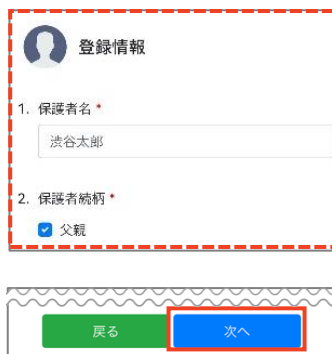 登録情報
1. 保護者名 *
渋谷太郎
2. 保護者続柄 *
父親
戻る 次へ